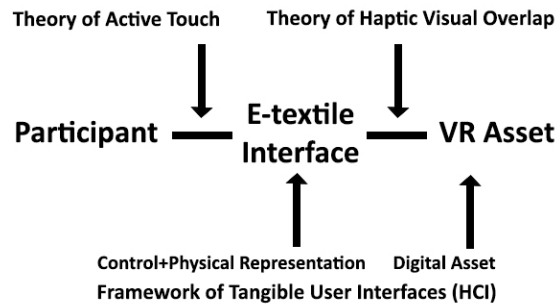 Theory of Active Touch
Theory of Haptic Visual Overlap
Participant
E-textile
Interface
VR Asset
Control+Physical Representation
Digital Asset
Framework of Tangible User Interfaces (HCI)